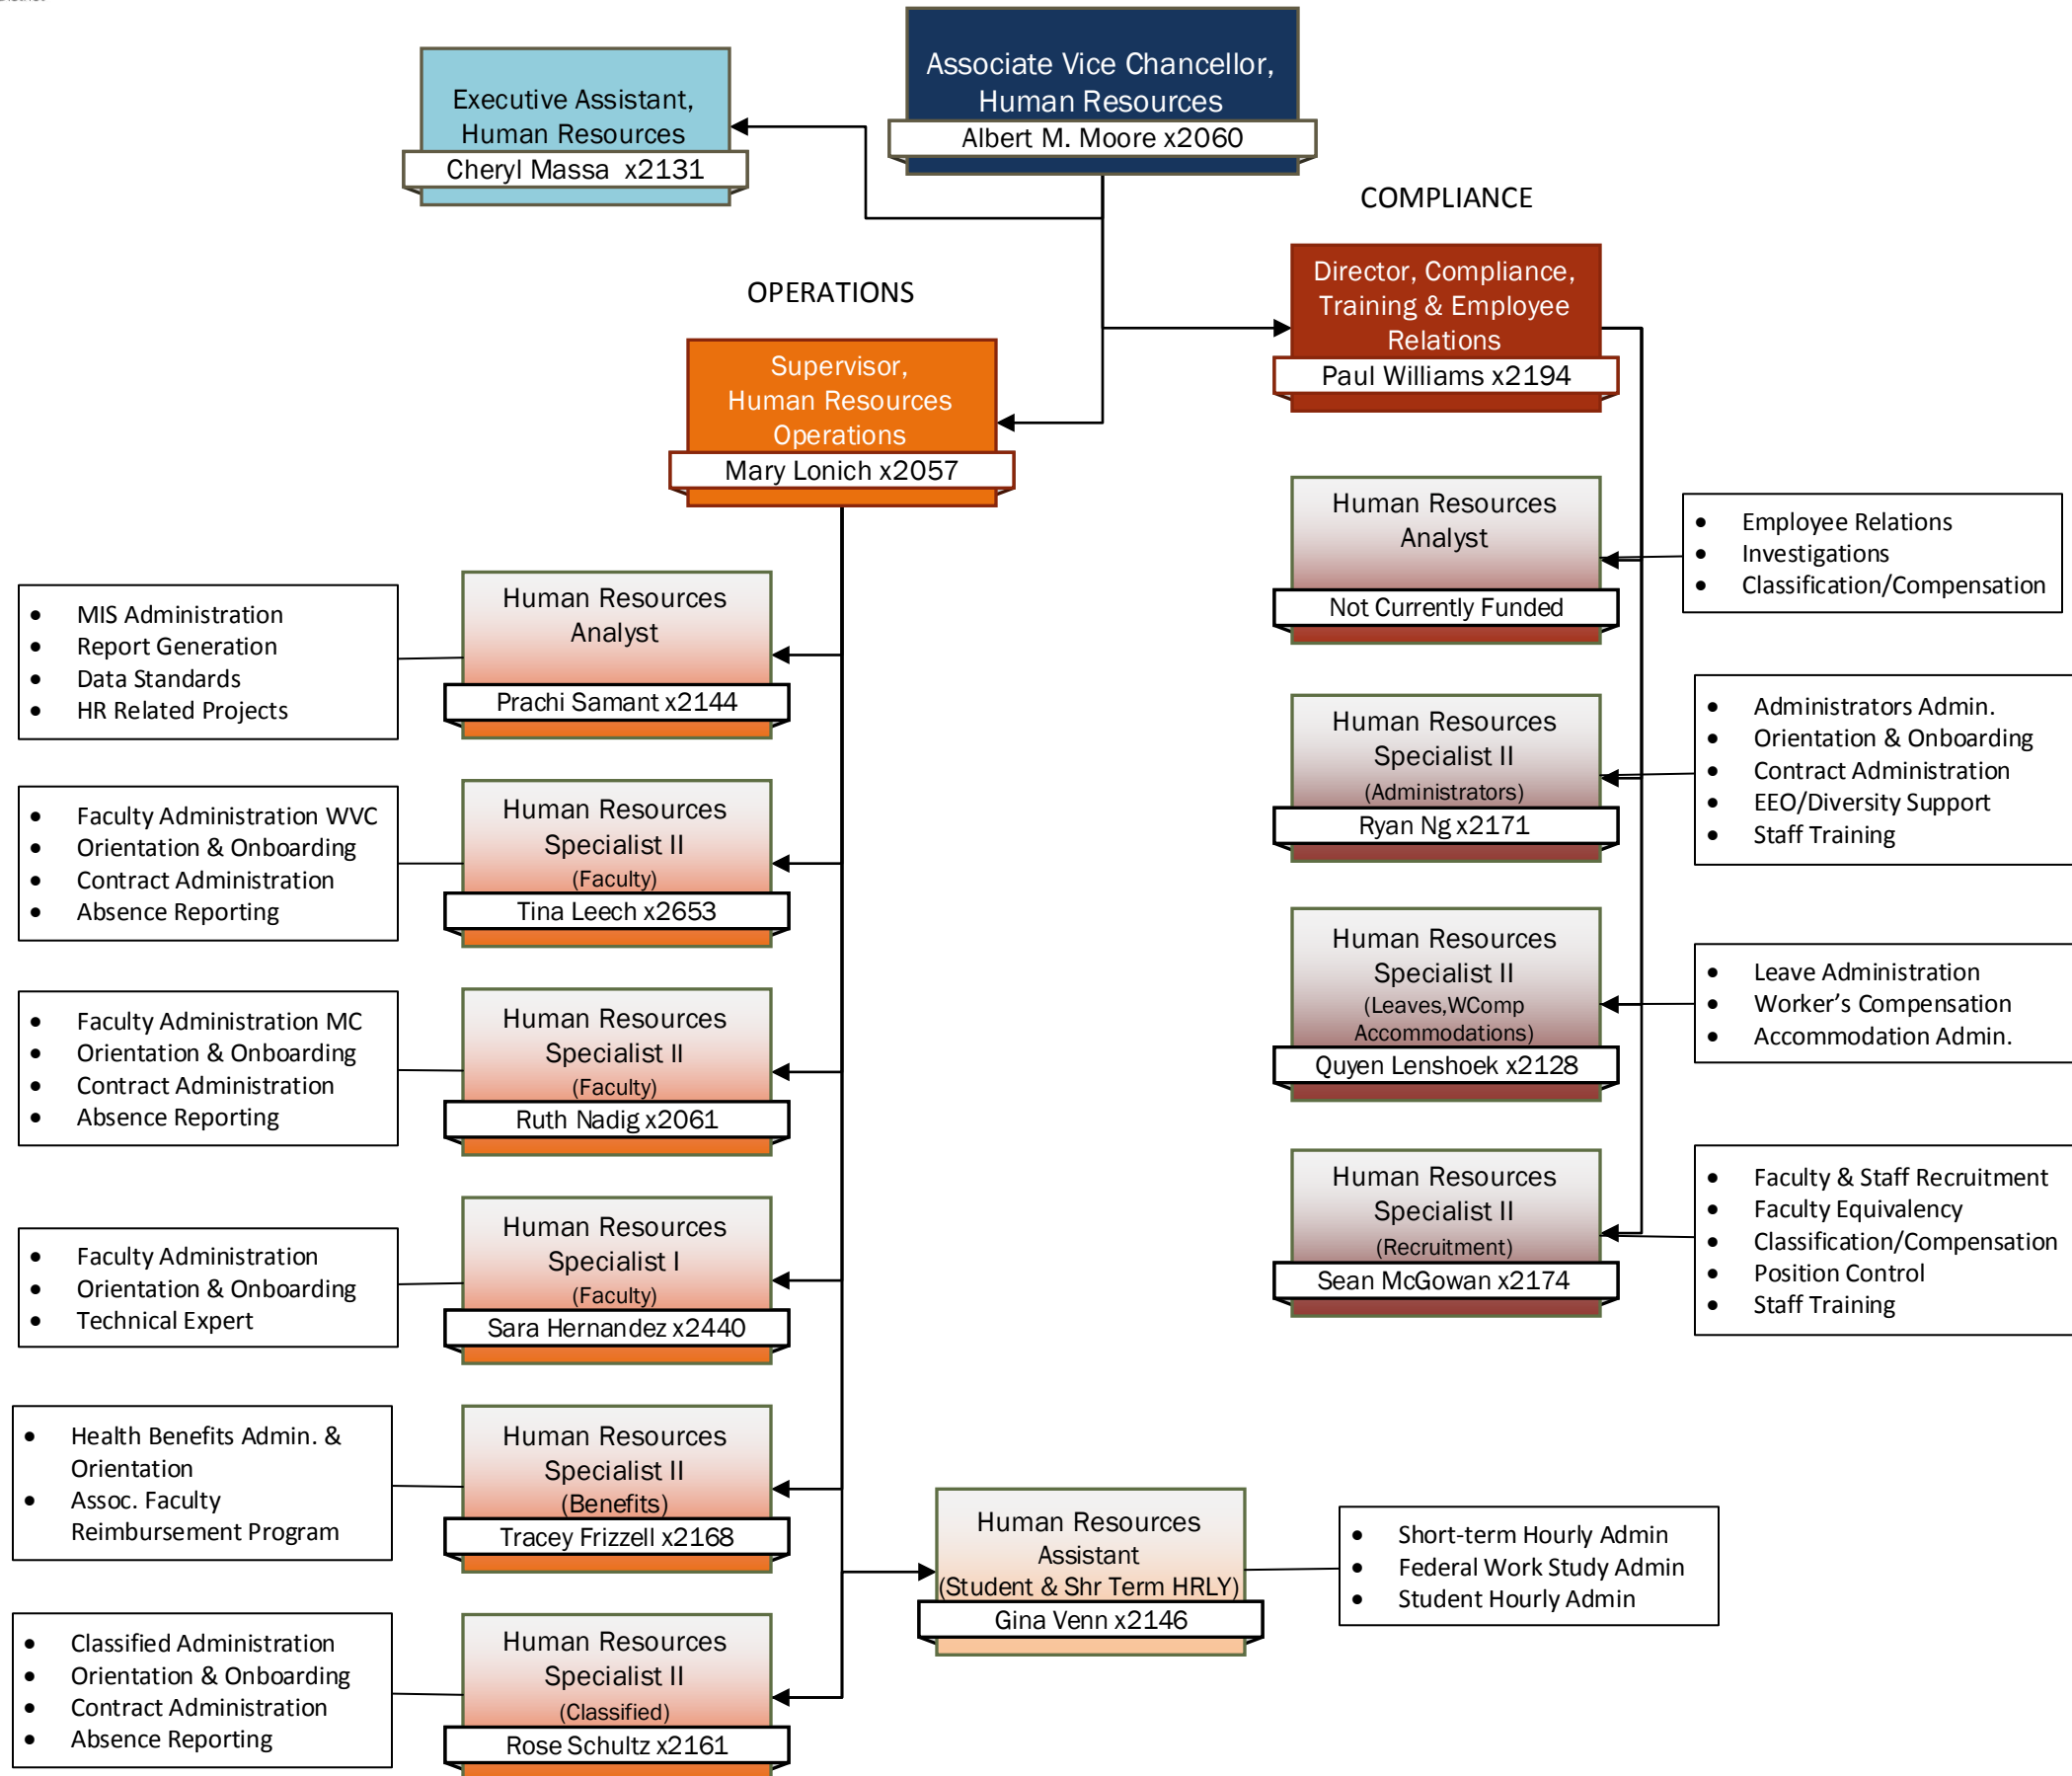 Associate Vice Chancellor,
Human Resources
Albert M. Moore x2060
Executive Assistant,
Human Resources
Cheryl Massa  x2131
COMPLIANCE
Director, Compliance,
Training & Employee
Relations
Paul Williams x2194
OPERATIONS
Supervisor,
Human Resources
Operations
Mary Lonich x2057
Human Resources
Analyst
Not Currently Funded
• Employee Relations
• Investigations
• Classification/Compensation
• MIS Administration
• Report Generation
• Data Standards
• HR Related Projects
Human Resources
Analyst
Prachi Samant x2144
Human Resources
Specialist II
(Administrators)
Ryan Ng x2171
• Administrators Admin.
• Orientation & Onboarding
• Contract Administration
• EEO/Diversity Support
• Staff Training
• Faculty Administration WVC
• Orientation & Onboarding
• Contract Administration
• Absence Reporting
Human Resources
Specialist II
(Faculty)
Tina Leech x2653
Human Resources
Specialist II
(Leaves,WComp
Accommodations)
Quyen Lenshoek x2128
• Leave Administration
• Worker’s Compensation
• Accommodation Admin.
• Faculty Administration MC
• Orientation & Onboarding
• Contract Administration
• Absence Reporting
Human Resources
Specialist II
(Faculty)
Ruth Nadig x2061
Human Resources
Specialist II
(Recruitment)
Sean McGowan x2174
• Faculty & Staff Recruitment
• Faculty Equivalency
• Classification/Compensation
• Position Control
• Staff Training
• Faculty Administration
• Orientation & Onboarding
• Technical Expert
Human Resources
Specialist I
(Faculty)
Sara Hernandez x2440
• Health Benefits Admin. &
Orientation
• Assoc. Faculty
Reimbursement Program
Human Resources
Specialist II
(Benefits)
Tracey Frizzell x2168
Human Resources
Assistant
(Student & Shr Term HRLY)
Gina Venn x2146
• Short-term Hourly Admin
• Federal Work Study Admin
• Student Hourly Admin
• Classified Administration
• Orientation & Onboarding
• Contract Administration
• Absence Reporting
Human Resources
Specialist II
(Classified)
Rose Schultz x2161